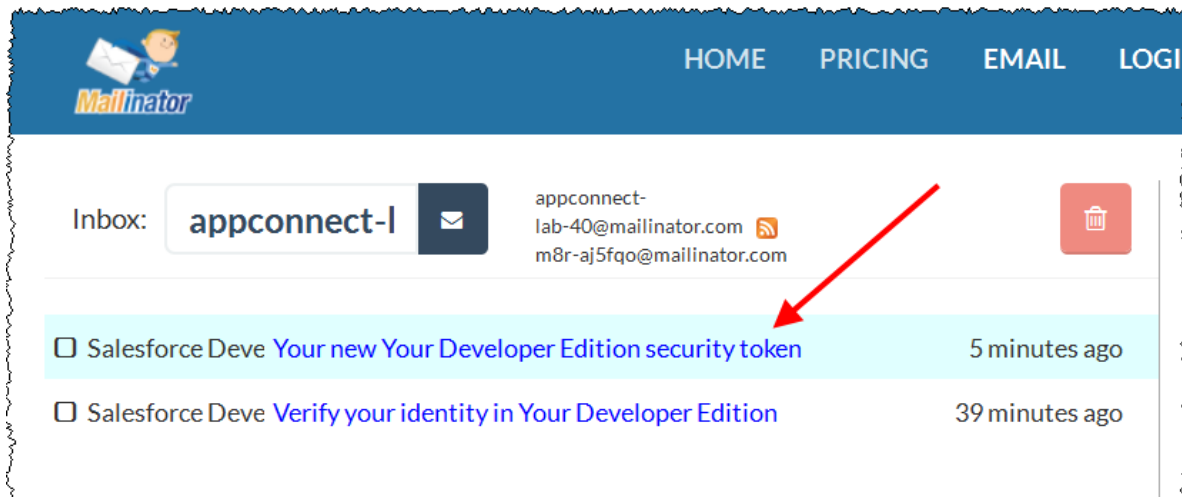 HOME PRICING EMAIL LOGI
Mailinator
Inbox: appconnect-l
appconnect-
lab-40@mailinator.com
m8r-aj5fqo@mailinator.com
Salesforce Deve Your new Your Developer Edition security token 5 minutes ago
Salesforce Deve Verify your identity in Your Developer Edition 39 minutes ago